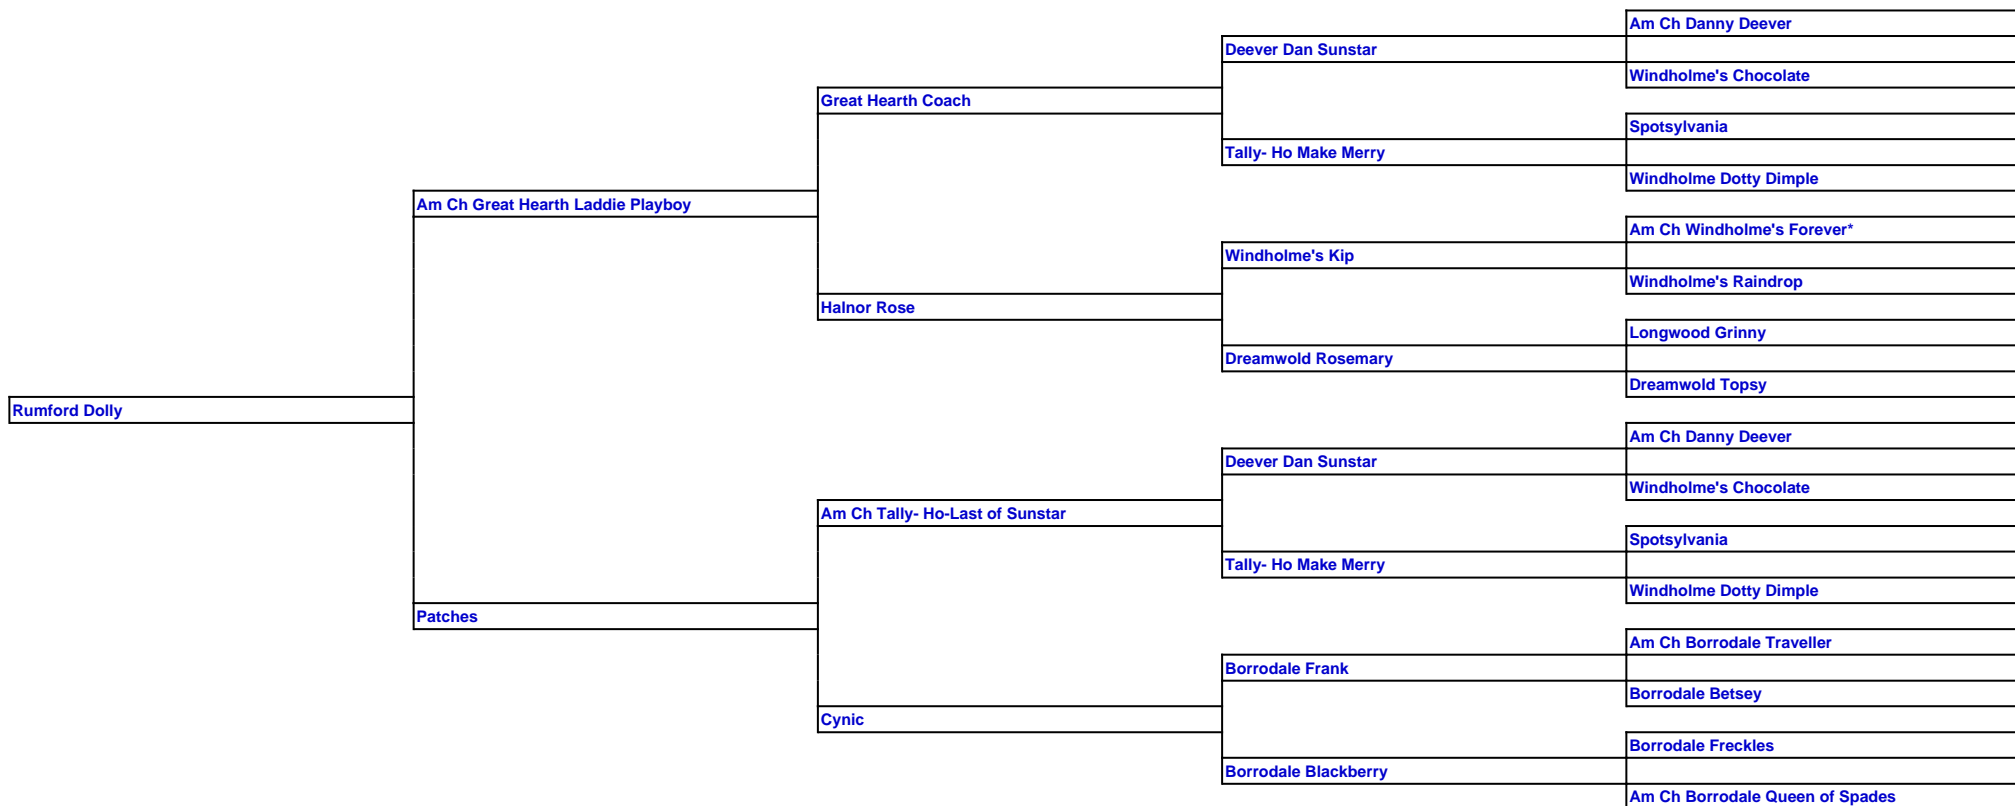 Am Ch Danny Deever
Deever Dan Sunstar
Windholme's Chocolate
Great Hearth Coach
Spotsylvania
Tally- Ho Make Merry
Windholme Dotty Dimple
Am Ch Great Hearth Laddie Playboy
Am Ch Windholme's Forever*
Windholme's Kip
Windholme's Raindrop
Halnor Rose
Longwood Grinny
Dreamwold Rosemary
Dreamwold Topsy
Rumford Dolly
Am Ch Danny Deever
Deever Dan Sunstar
Windholme's Chocolate
Am Ch Tally- Ho-Last of Sunstar
Spotsylvania
Tally- Ho Make Merry
Windholme Dotty Dimple
Patches
Am Ch Borrodale Traveller
Borrodale Frank
Borrodale Betsey
Cynic
Borrodale Freckles
Borrodale Blackberry
Am Ch Borrodale Queen of Spades